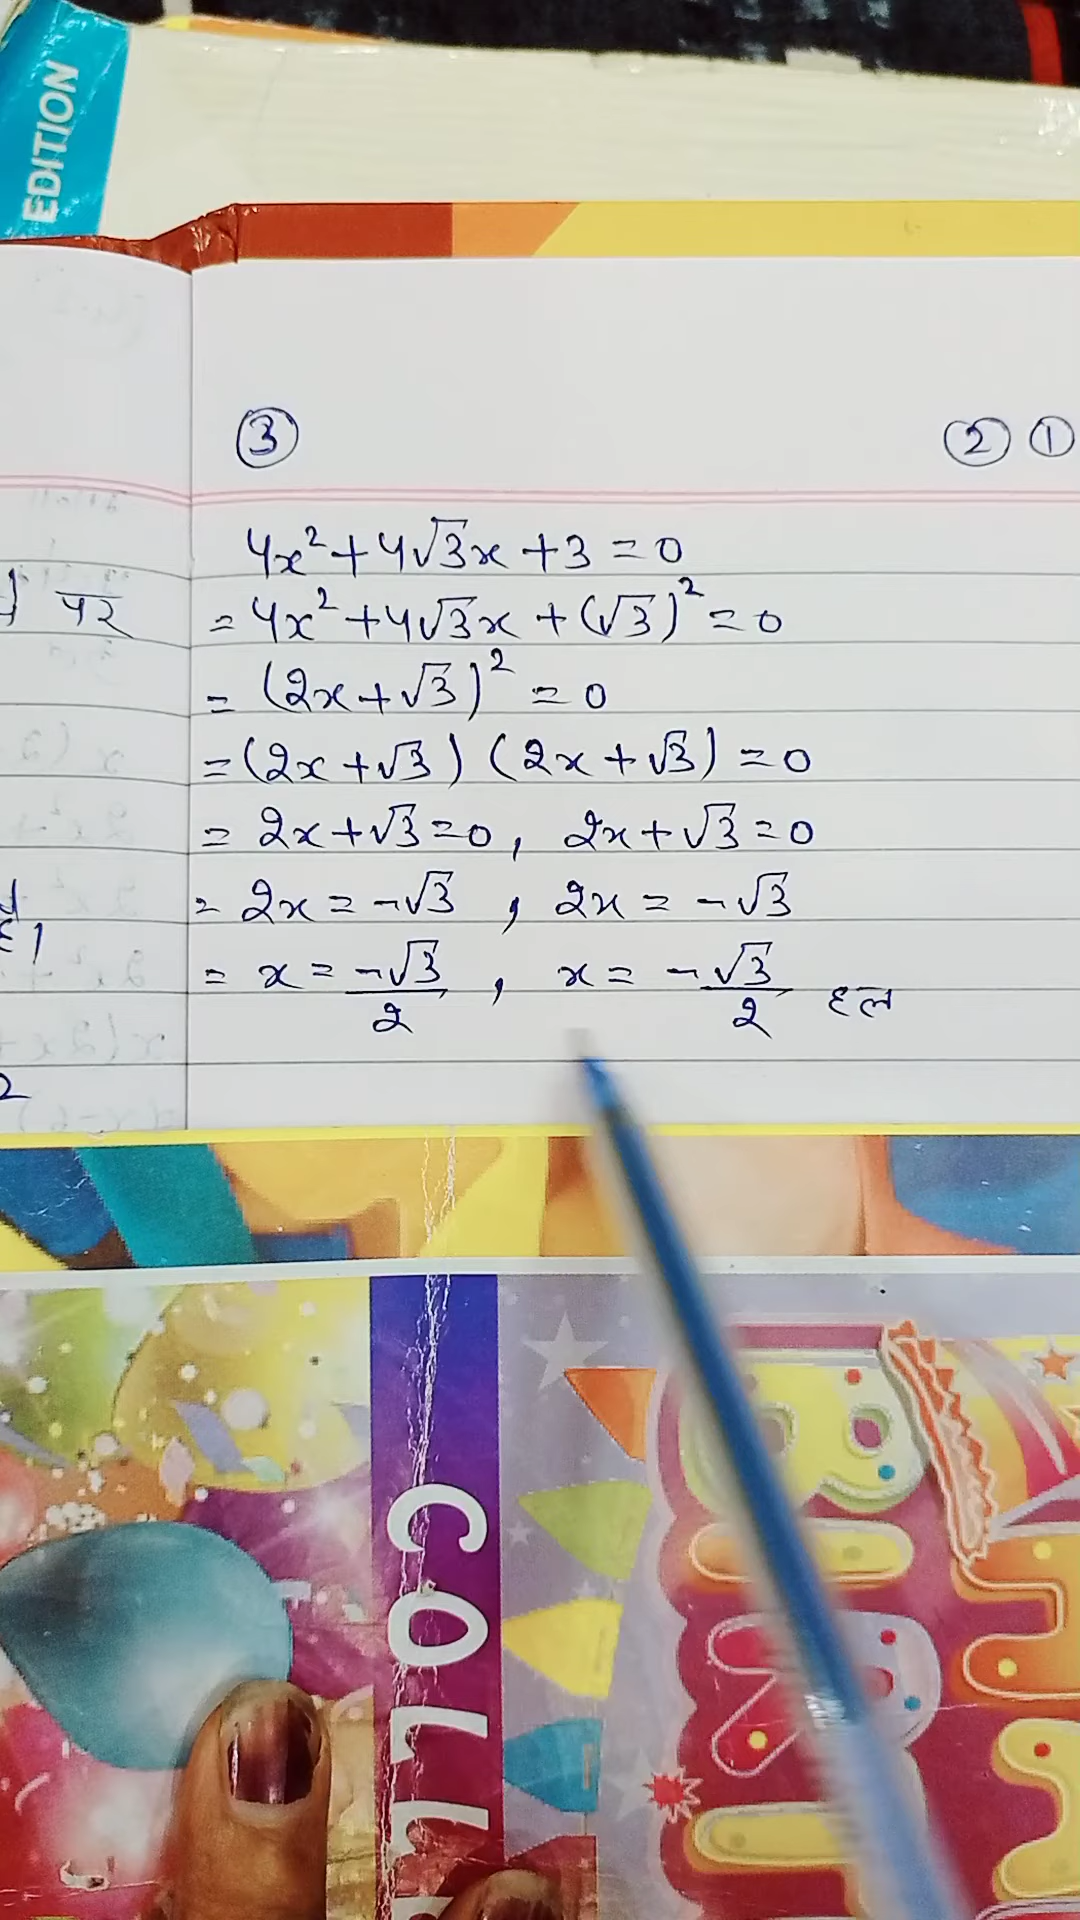 EDITION
③ ② ①
4x² + 4√3x + 3 = 0
पर
= 4x² + 4√3x + (√3)² = 0
= (2x + √3)² = 0
= (2x + √3) (2x + √3) = 0
= 2x + √3 = 0, 2x + √3 = 0
= 2x = -√3, 2x = -√3
= x = -√3/2, x = -√3/2 हल
2